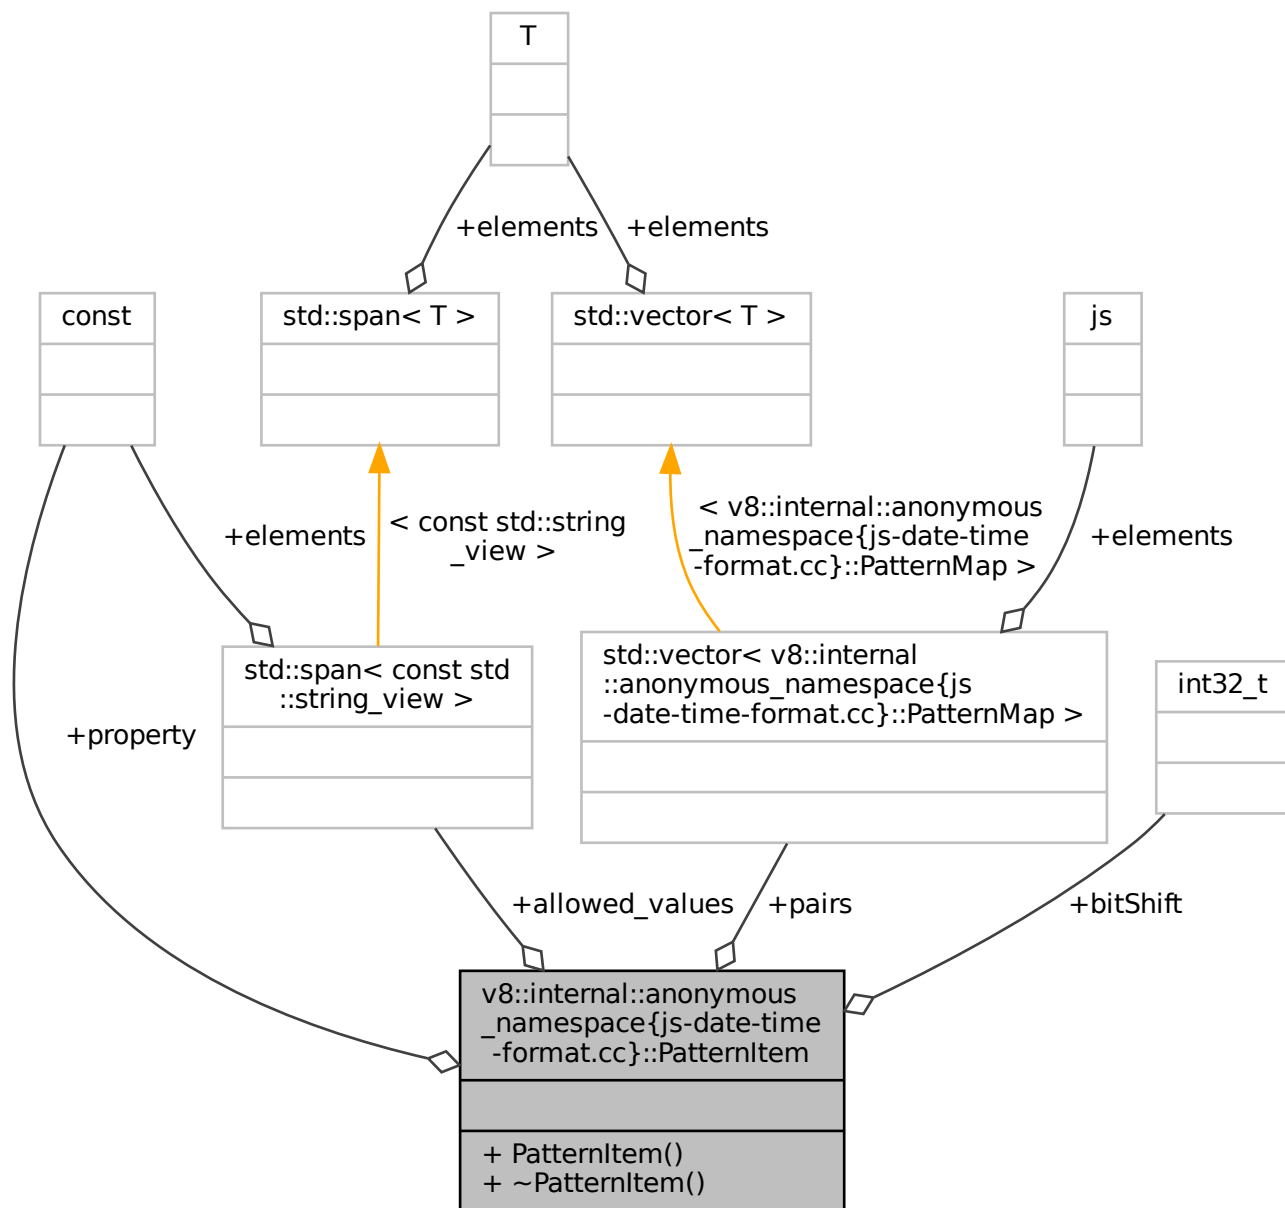 T
+elements
+elements
const
std::span< T >
std::vector< T >
js
+elements
< const std::string
_view >
< v8::internal::anonymous
_namespace{js-date-time
-format.cc}::PatternMap >
+elements
std::span< const std
::string_view >
std::vector< v8::internal
::anonymous_namespace{js
-date-time-format.cc}::PatternMap >
int32_t
+property
+allowed_values
+pairs
+bitShift
v8::internal::anonymous
_namespace{js-date-time
-format.cc}::PatternItem
+ PatternItem()
+ ~PatternItem()